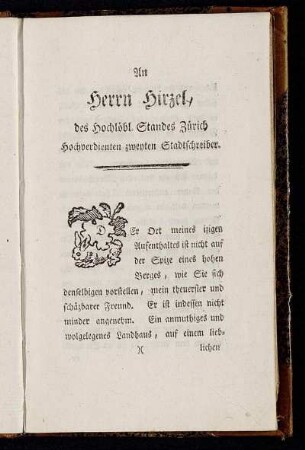 An
Herrn Hirzel,
des Hochlöbl. Standes Zürich
Hochverdienten zweyten Stadtschreiber.
Der Ort meines izigen
Aufenthaltes ist nicht auf
der Spize eines hohen
Berges, wie Sie sich
denselbigen vorstellen, mein theuerster und
schäzbarer Freund. Er ist indessen nicht
minder angenehm. Ein anmuthiges und
wolgelegenes Landhaus, auf einem lieb-
N
lichen